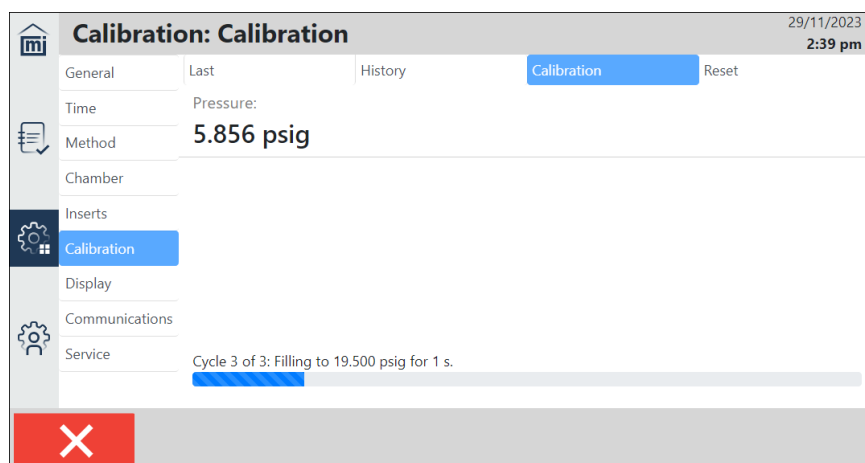 mi
Calibration: Calibration
29/11/2023
2:39 pm
General
Time
Method
Chamber
Inserts
Calibration
Display
Communications
Service
Last
History
Calibration
Reset
Pressure:
5.856 psig
Cycle 3 of 3: Filling to 19.500 psig for 1 s.